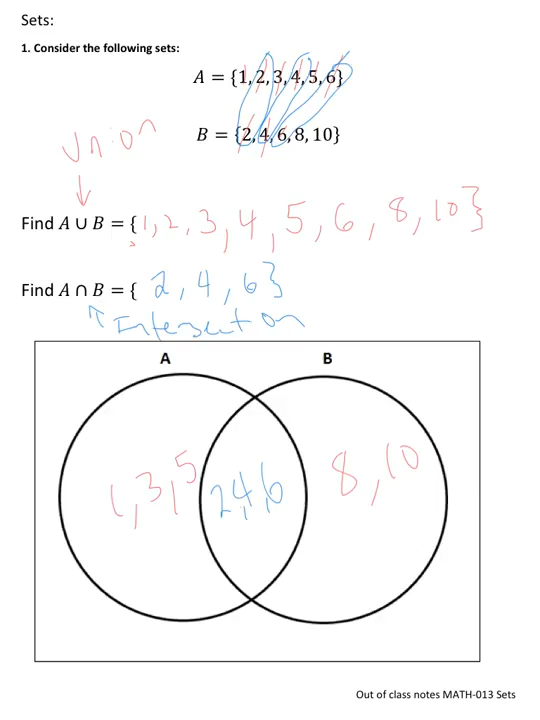 Sets:
1. Consider the following sets:
A = {1, 2, 3, 4, 5, 6}
B = {2, 4, 6, 8, 10}
Union
↓
Find A ∪ B = {1, 2, 3, 4, 5, 6, 8, 10}
Find A ∩ B = { 2, 4, 6}
↑ Intersection
A B
1, 3, 5 2, 4, 6 8, 10
Out of class notes MATH-013 Sets